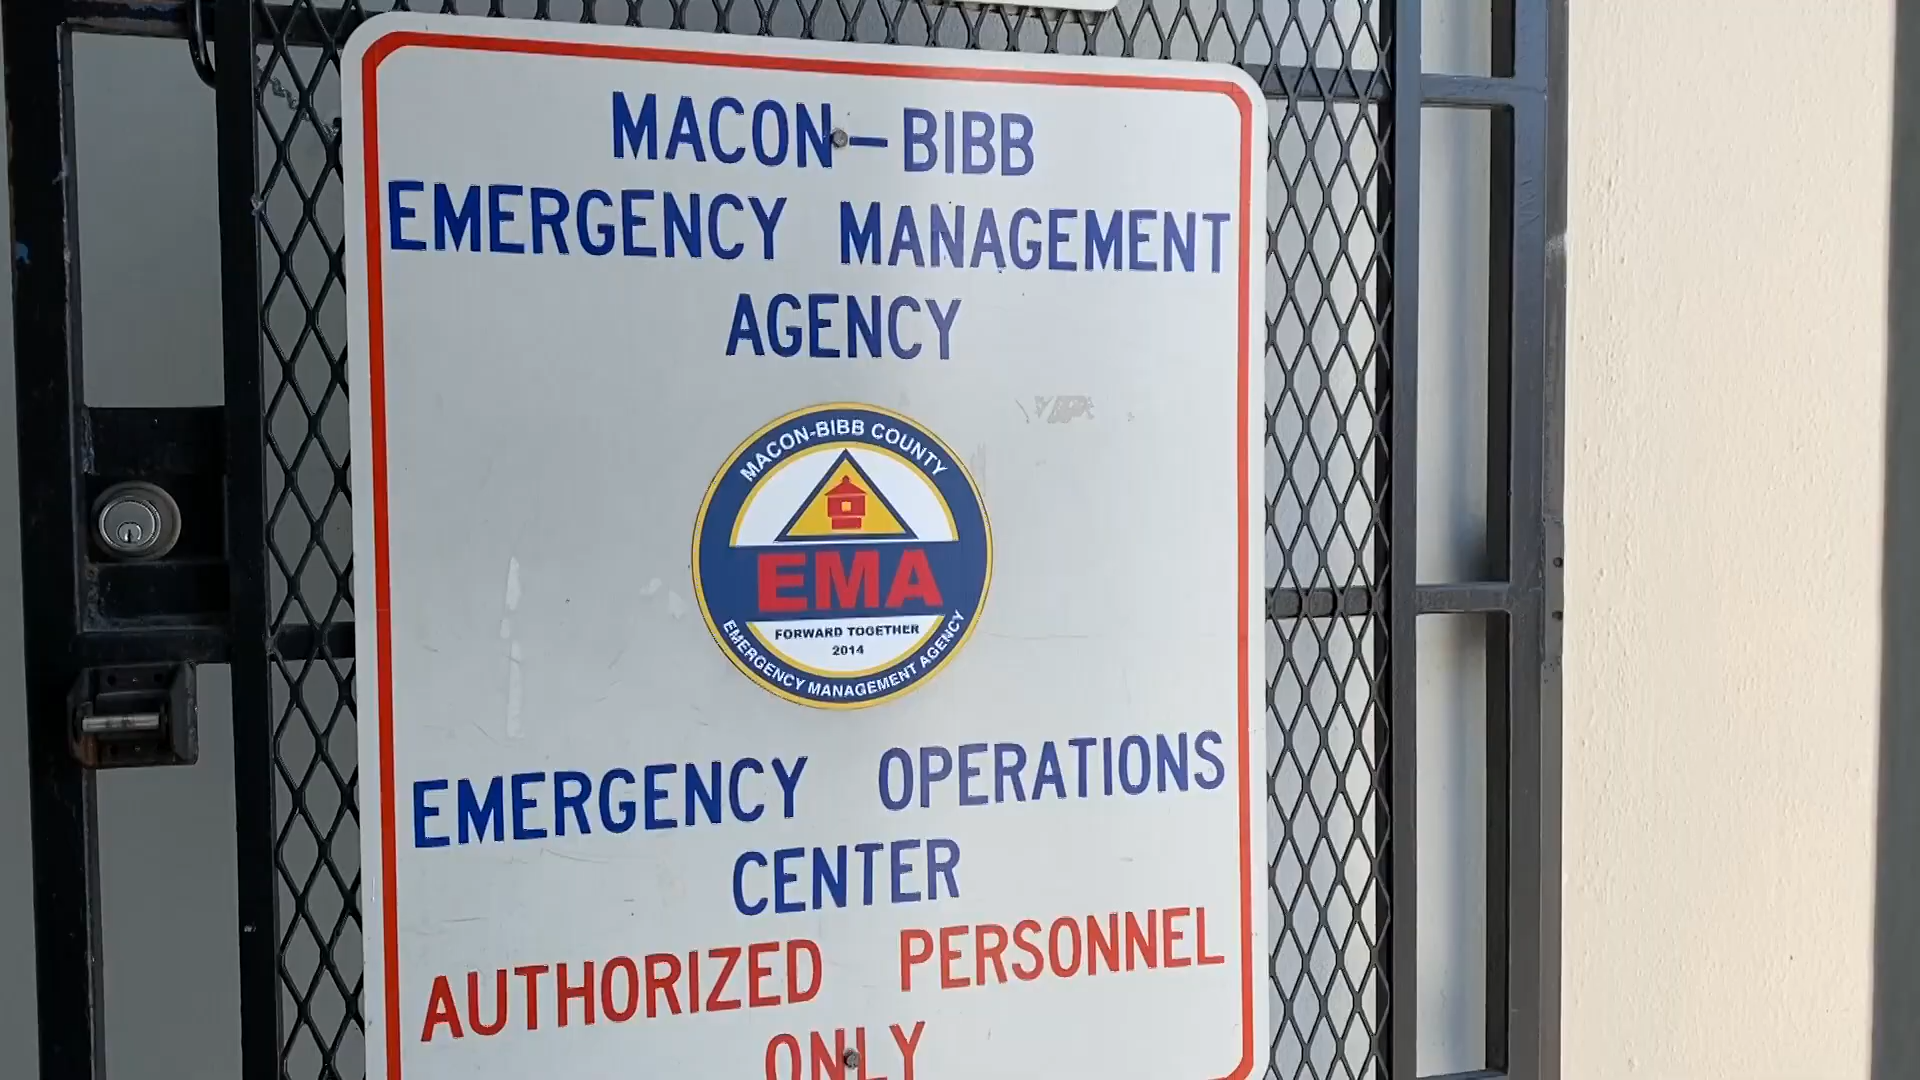 MACON-BIBB
EMERGENCY MANAGEMENT
AGENCY
MACON-BIBB COUNTY
EMA
FORWARD TOGETHER
2014
EMERGENCY MANAGEMENT AGENCY
EMERGENCY OPERATIONS
CENTER
AUTHORIZED PERSONNEL
ONLY